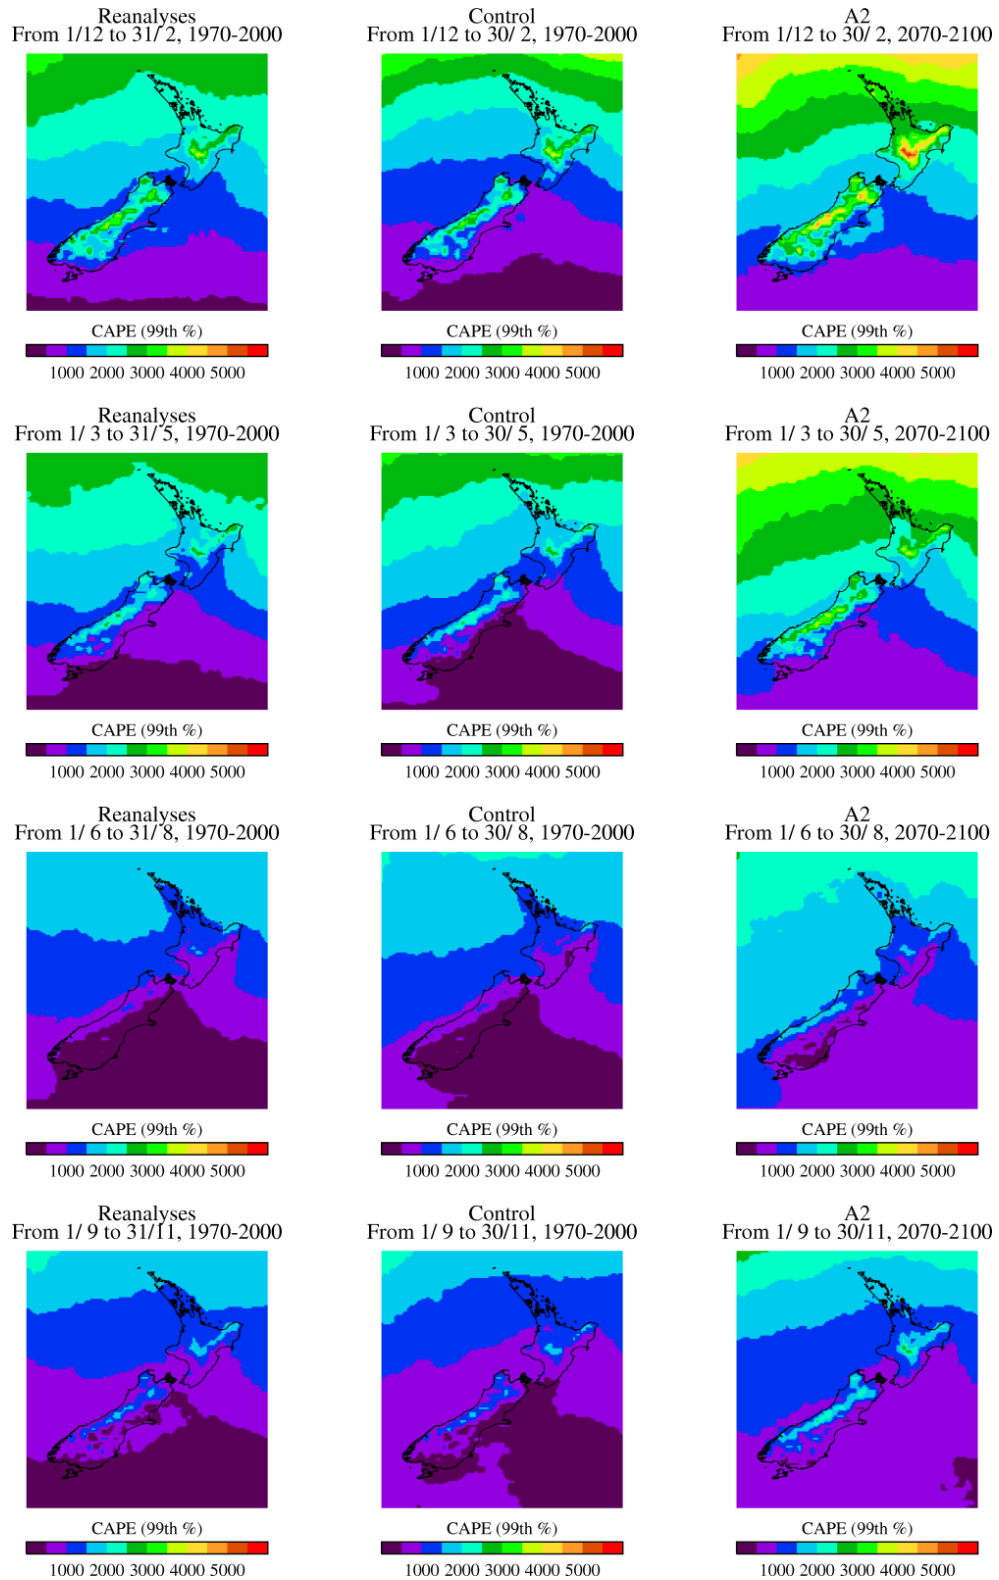 Reanalyses
From 1/12 to 31/ 2, 1970-2000
Control
From 1/12 to 30/ 2, 1970-2000
A2
From 1/12 to 30/ 2, 2070-2100
CAPE (99th %)
1000 2000 3000 4000 5000
CAPE (99th %)
1000 2000 3000 4000 5000
CAPE (99th %)
1000 2000 3000 4000 5000
Reanalyses
From 1/ 3 to 31/ 5, 1970-2000
Control
From 1/ 3 to 30/ 5, 1970-2000
A2
From 1/ 3 to 30/ 5, 2070-2100
CAPE (99th %)
1000 2000 3000 4000 5000
CAPE (99th %)
1000 2000 3000 4000 5000
CAPE (99th %)
1000 2000 3000 4000 5000
Reanalyses
From 1/ 6 to 31/ 8, 1970-2000
Control
From 1/ 6 to 30/ 8, 1970-2000
A2
From 1/ 6 to 30/ 8, 2070-2100
CAPE (99th %)
1000 2000 3000 4000 5000
CAPE (99th %)
1000 2000 3000 4000 5000
CAPE (99th %)
1000 2000 3000 4000 5000
Reanalyses
From 1/ 9 to 31/11, 1970-2000
Control
From 1/ 9 to 30/11, 1970-2000
A2
From 1/ 9 to 30/11, 2070-2100
CAPE (99th %)
1000 2000 3000 4000 5000
CAPE (99th %)
1000 2000 3000 4000 5000
CAPE (99th %)
1000 2000 3000 4000 5000